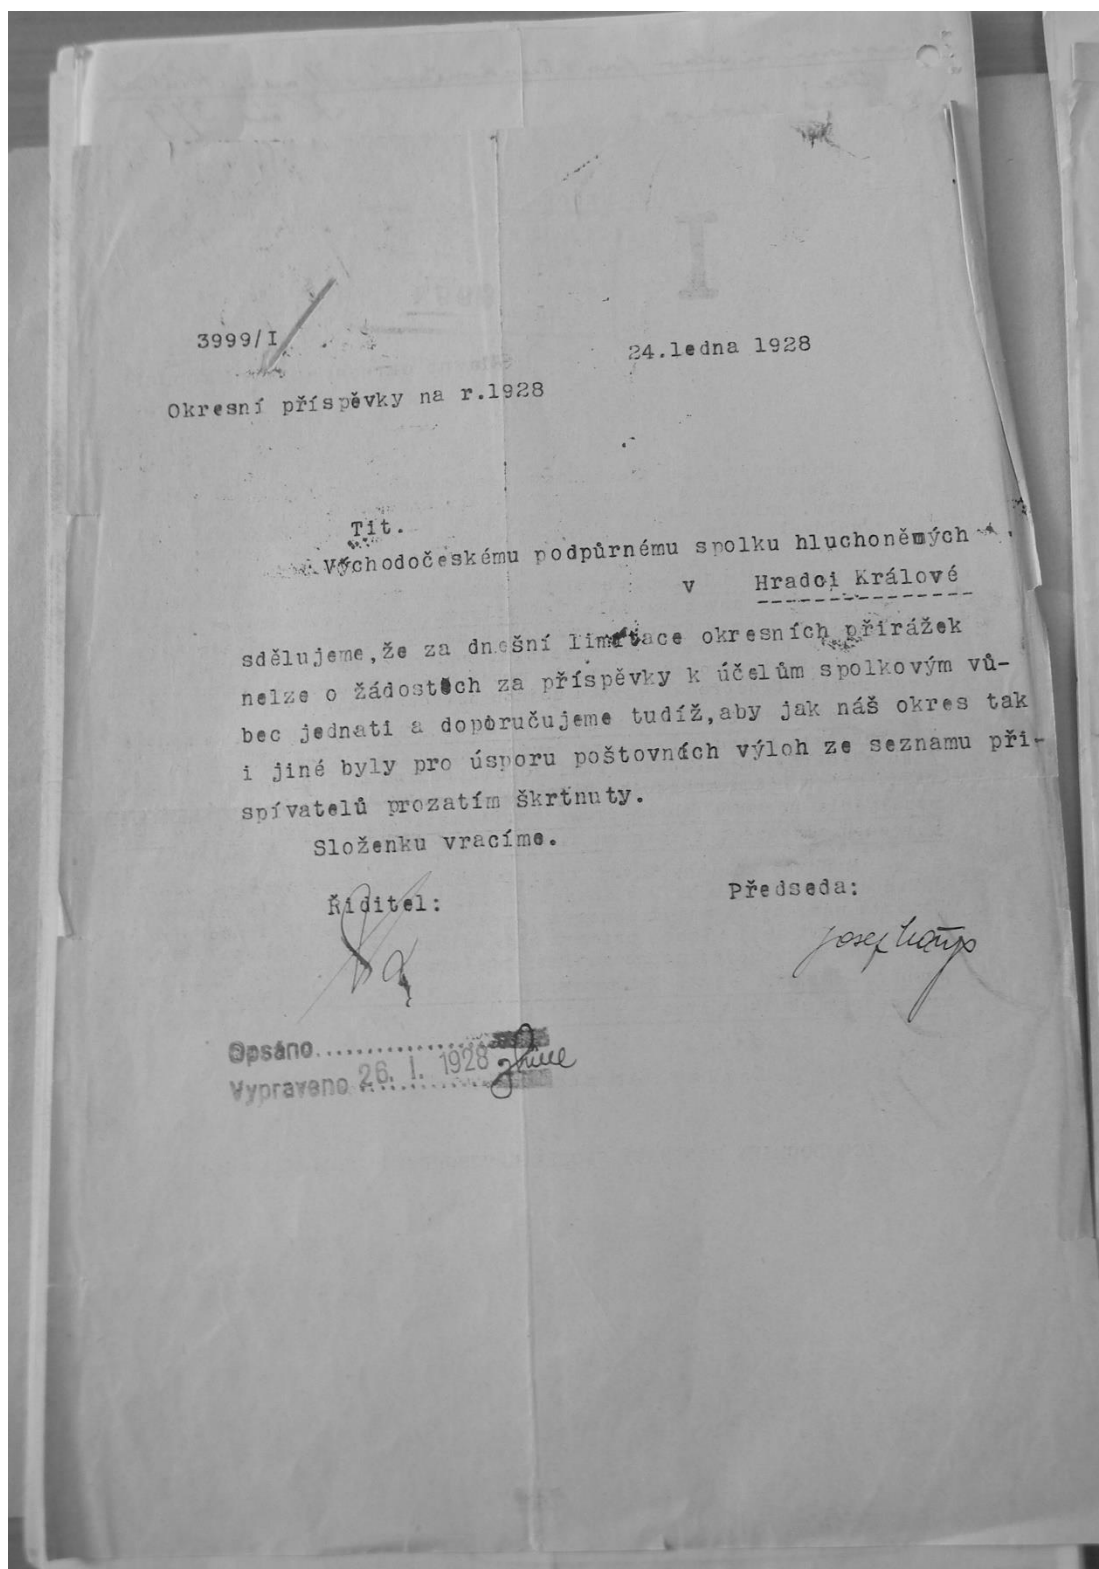 3999/I
24.ledna 1928
Okresní příspěvky na r.1928
Tit.
Východočeskému podpůrnému spolku hluchoněmých
v Hradci Králové
sdělujeme,že za dnešní limitace okresních přirážek
nelze o žádostech za příspěvky k účelům spolkovým vů-
bec jednati a doporučujeme tudíž,aby jak náš okres tak
i jiné byly pro úsporu poštovních výloh ze seznamu při-
spívatelů prozatím škrtnuty.
Složenku vracíme.
Ředitel:
Předseda:
Josef
Opsáno
Vypraveno 26. I. 1928